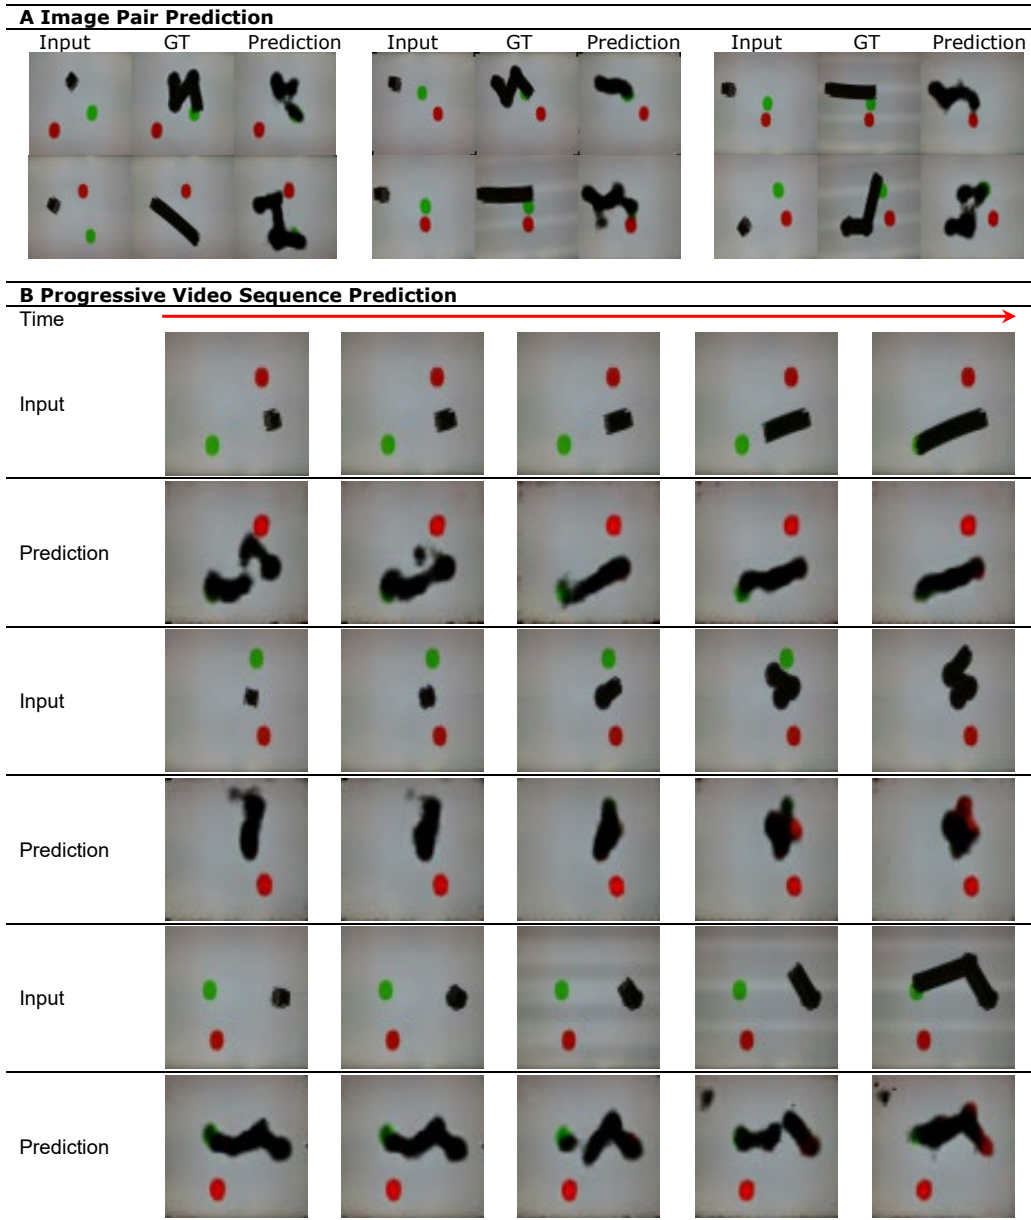 A Image Pair Prediction
Input GT Prediction Input GT Prediction Input GT Prediction
B Progressive Video Sequence Prediction
Time
Input
Prediction
Input
Prediction
Input
Prediction